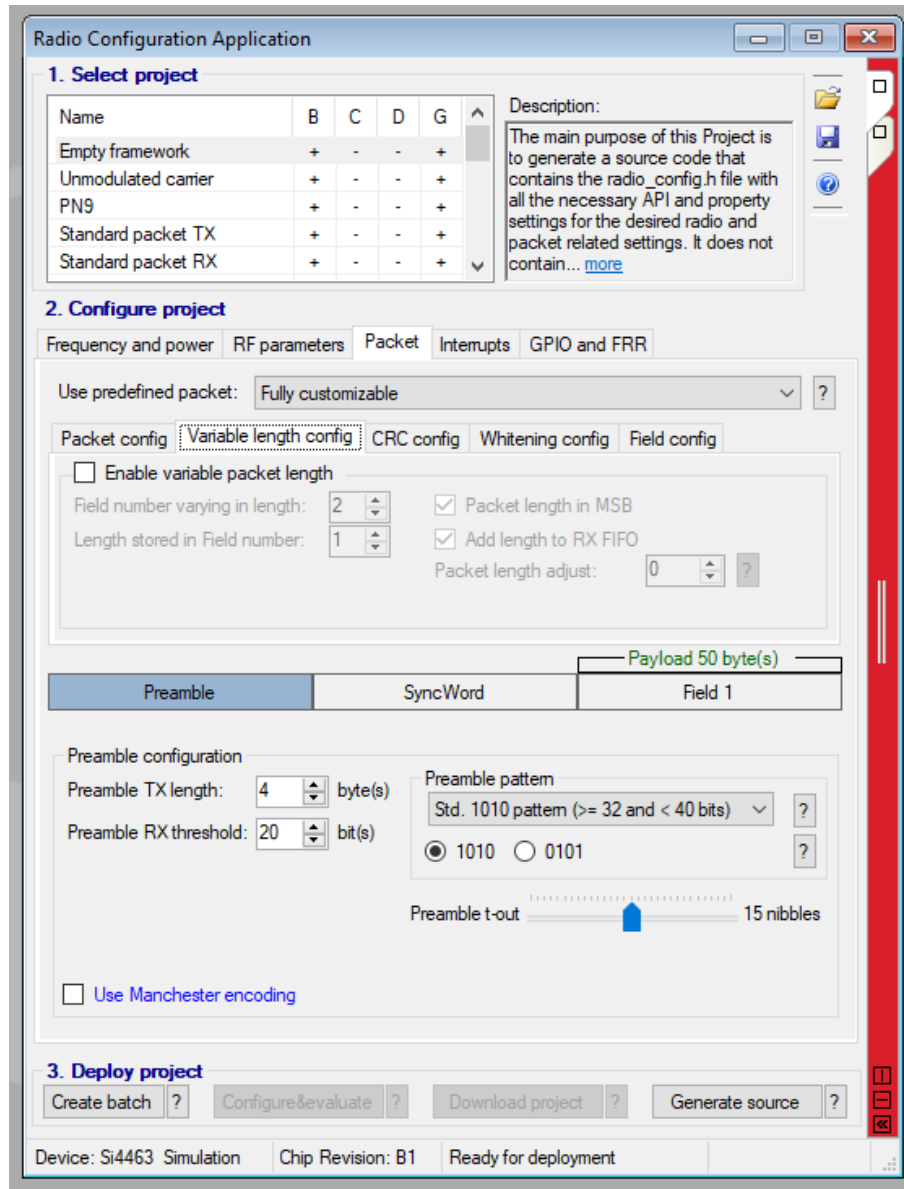 Radio Configuration Application
1. Select project
Name B C D G
Empty framework + - - +
Unmodulated carrier + - - +
PN9 + - - +
Standard packet TX + - - +
Standard packet RX + - - +
Description:
The main purpose of this Project is
to generate a source code that
contains the radio_config.h file with
all the necessary API and property
settings for the desired radio and
packet related settings. It does not
contain... more
2. Configure project
Frequency and power RF parameters Packet Interrupts GPIO and FRR
Use predefined packet: Fully customizable ?
Packet config Variable length config CRC config Whitening config Field config
Enable variable packet length
Field number varying in length: 2 Packet length in MSB
Length stored in Field number: 1 Add length to RX FIFO
Packet length adjust: 0 ?
Payload 50 byte(s)
Preamble SyncWord Field 1
Preamble configuration
Preamble TX length: 4 byte(s)
Preamble RX threshold: 20 bit(s)
Preamble pattern
Std. 1010 pattern (>= 32 and < 40 bits) ?
1010 0101 ?
Preamble t-out 15 nibbles
Use Manchester encoding
3. Deploy project
Create batch ? Configure&evaluate ? Download project ? Generate source ?
Device: Si4463 Simulation Chip Revision: B1 Ready for deployment